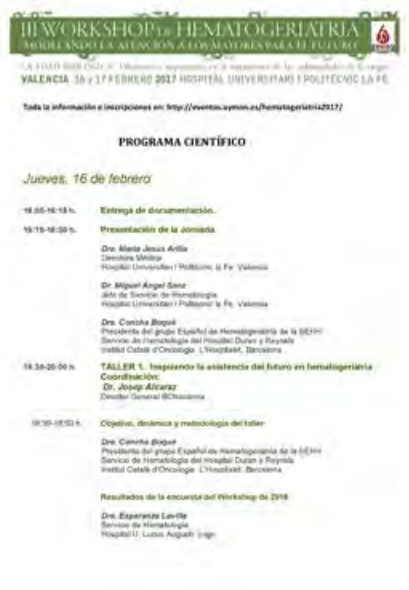 III WORKSHOP DE HEMATOGERIATRIA
MODELANDO LA ATENCIÓN A LOS MAYORES PARA EL FUTURO
LA EDAD BIOLÓGICA:
VALENCIA 16 y 17 FEBRERO 2017 HOSPITAL UNIVERSITARI I POLITÈCNIC LA FE
Toda la información e inscripciones en: http://eventos.aymon.es/hematogeriatria2017/
PROGRAMA CIENTÍFICO
Jueves, 16 de febrero
Entrega de documentación.
Presentación de la Jornada
Dra. María Jesús Arilla
Directora Médica
Hospital Universitari i Politècnic la Fe. Valencia
Dr. Miguel Ángel Sanz
Jefe de Servicio de Hematología
Hospital Universitari i Politècnic la Fe. Valencia
Dra. Concha Boqué
Presidenta del grupo Español de Hematogeriatría de la SEHH
Servicio de Hematología del Hospital Duran y Reynals
Institut Català d'Oncologia. L'Hospitalet, Barcelona
TALLER 1. Inspirando la asistencia del futuro en hematogeriatría
Coordinación:
Dr. Josep Alcaraz
Director General
Objetivo, dinámica y metodología del taller
Dra. Concha Boqué
Presidenta del grupo Español de Hematogeriatría de la SEHH
Servicio de Hematología del Hospital Duran y Reynals
Institut Català d'Oncologia. L'Hospitalet, Barcelona
Resultados de la encuesta del Workshop de 2016
Dra. Esperanza Lavilla
Servicio de Hematología
Hospital U. Lucus Augusti. Lugo